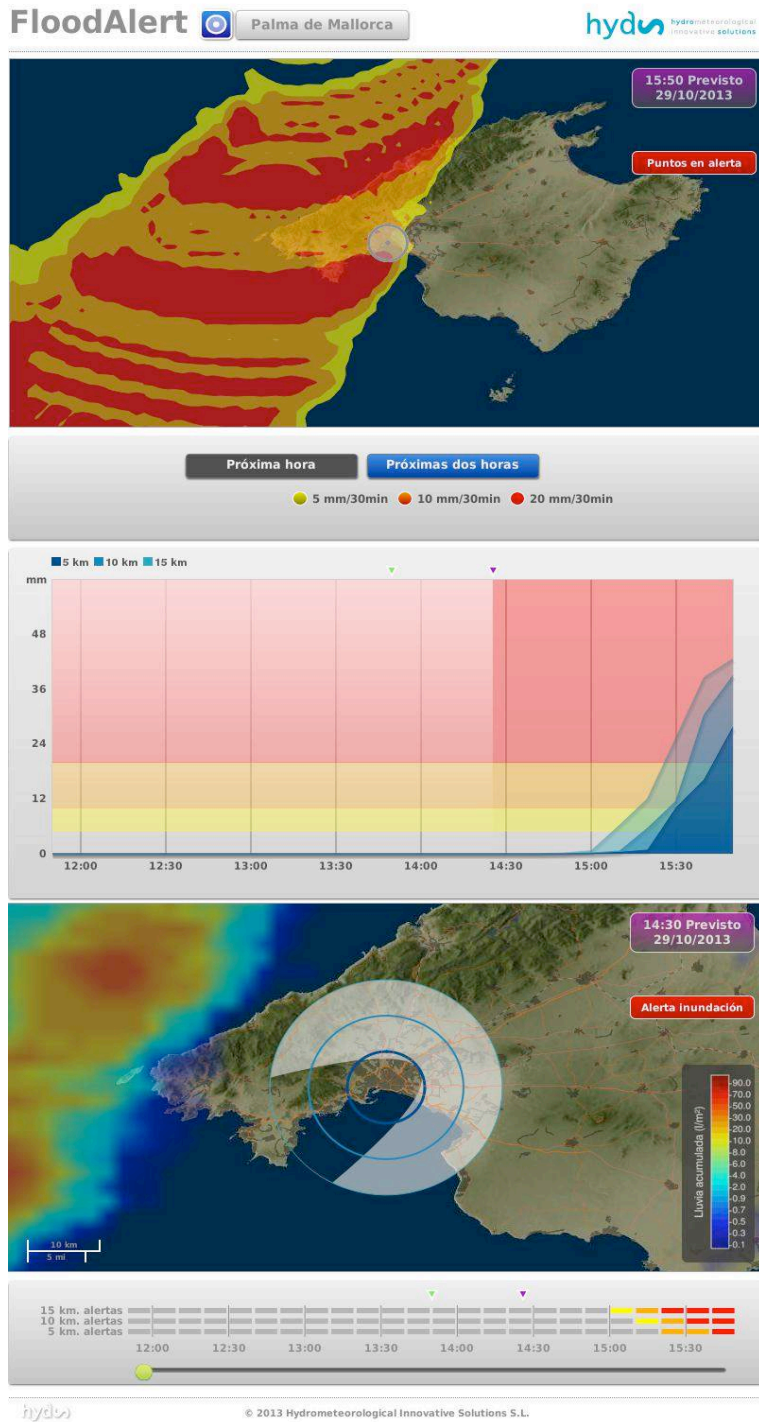 FloodAlert Palma de Mallorca
hyds hydrometeorological
innovative solutions
15:50 Previsto
29/10/2013
Puntos en alerta
Próxima hora Próximas dos horas
5 mm/30min 10 mm/30min 20 mm/30min
5 km 10 km 15 km
mm
48
36
24
12
0
12:00 12:30 13:00 13:30 14:00 14:30 15:00 15:30
14:30 Previsto
29/10/2013
Alerta inundación
Lluvia acumulada (l/m²)
90.0
70.0
50.0
30.0
20.0
10.0
8.0
6.0
4.0
2.0
0.9
0.7
0.5
0.3
0.1
10 km
5 mi
15 km. alertas
10 km. alertas
5 km. alertas
12:00 12:30 13:00 13:30 14:00 14:30 15:00 15:30
hyds © 2013 Hydrometeorological Innovative Solutions S.L.